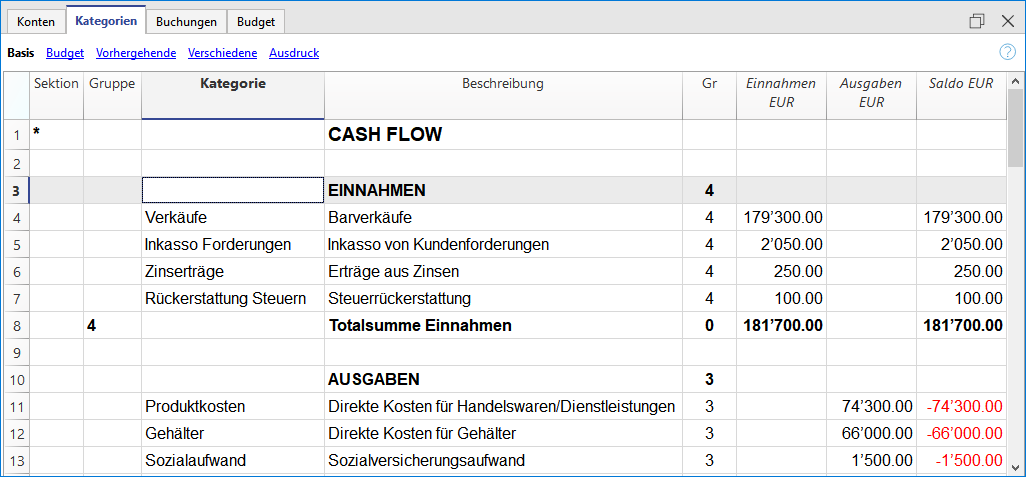 Konten Kategorien Buchungen Budget
Basis Budget Vorhergehende Verschiedene Ausdruck
Sektion Gruppe Kategorie Beschreibung Gr Einnahmen EUR Ausgaben EUR Saldo EUR
1 * CASH FLOW
2
3 EINNAHMEN 4
4 Verkäufe Barverkäufe 4 179’300.00 179’300.00
5 Inkasso Forderungen Inkasso von Kundenforderungen 4 2’050.00 2’050.00
6 Zinserträge Erträge aus Zinsen 4 250.00 250.00
7 Rückerstattung Steuern Steuerrückerstattung 4 100.00 100.00
8 4 Totalsumme Einnahmen 0 181’700.00 181’700.00
9
10 AUSGABEN 3
11 Produktkosten Direkte Kosten für Handelswaren/Dienstleistungen 3 74’300.00 -74’300.00
12 Gehälter Direkte Kosten für Gehälter 3 66’000.00 -66’000.00
13 Sozialaufwand Sozialversicherungsaufwand 3 1’500.00 -1’500.00